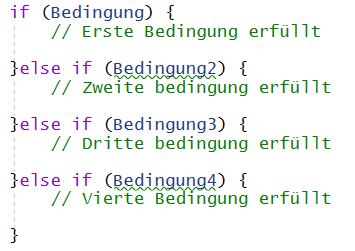 if (Bedingung) {
// Erste Bedingung erfüllt
}else if (Bedingung2) {
// Zweite bedingung erfüllt
}else if (Bedingung3) {
// Dritte bedingung erfüllt
}else if (Bedingung4) {
// Vierte Bedingung erfüllt
}